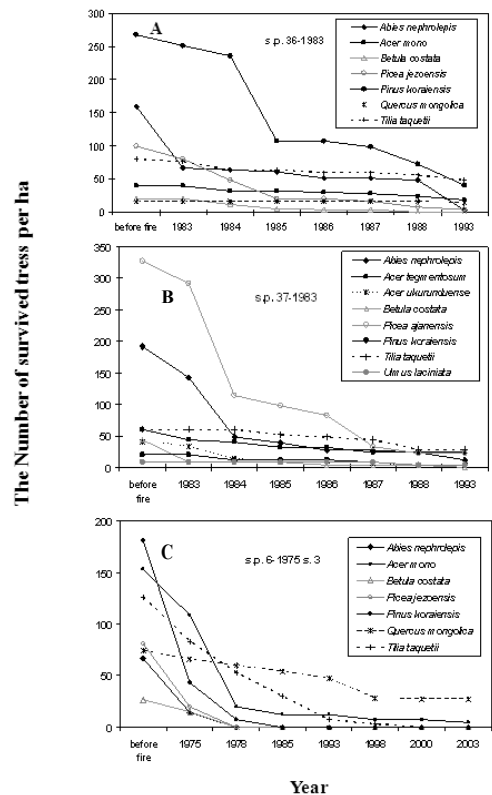 The Number of survived tress per ha
A
s.p. 36-1983
300
250
200
150
100
50
0
before fire 1983 1984 1985 1986 1987 1988 1993
Abies nephrolepis
Acer mono
Betula costata
Picea jezoensis
Pinus koraiensis
Quercus mongolica
Tilia taquetii
B
s.p. 37-1983
350
300
250
200
150
100
50
0
before fire 1983 1984 1985 1986 1987 1988 1993
Abies nephrolepis
Acer tegmentosum
Acer ukurunduense
Betula costata
Picea ajanensis
Pinus koraiensis
Tilia taquetii
Ulmus laciniata
C
s.p. 6-1975 s. 3
200
150
100
50
0
before fire 1975 1978 1985 1993 1998 2000 2003
Abies nephrolepis
Acer mono
Betula costata
Picea jezoensis
Pinus koraiensis
Quercus mongolica
Tilia taquetii
Year